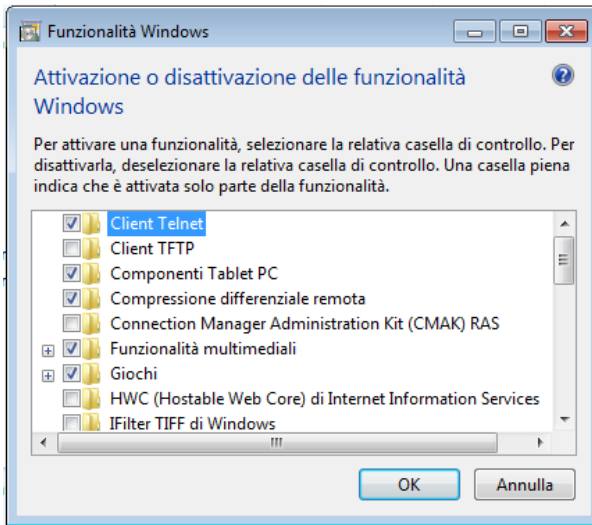 Funzionalità Windows
Attivazione o disattivazione delle funzionalità
Windows
Per attivare una funzionalità, selezionare la relativa casella di controllo. Per
disattivarla, deselezionare la relativa casella di controllo. Una casella piena
indica che è attivata solo parte della funzionalità.
Client Telnet
Client TFTP
Componenti Tablet PC
Compressione differenziale remota
Connection Manager Administration Kit (CMAK) RAS
Funzionalità multimediali
Giochi
HWC (Hostable Web Core) di Internet Information Services
IFilter TIFF di Windows
OK Annulla